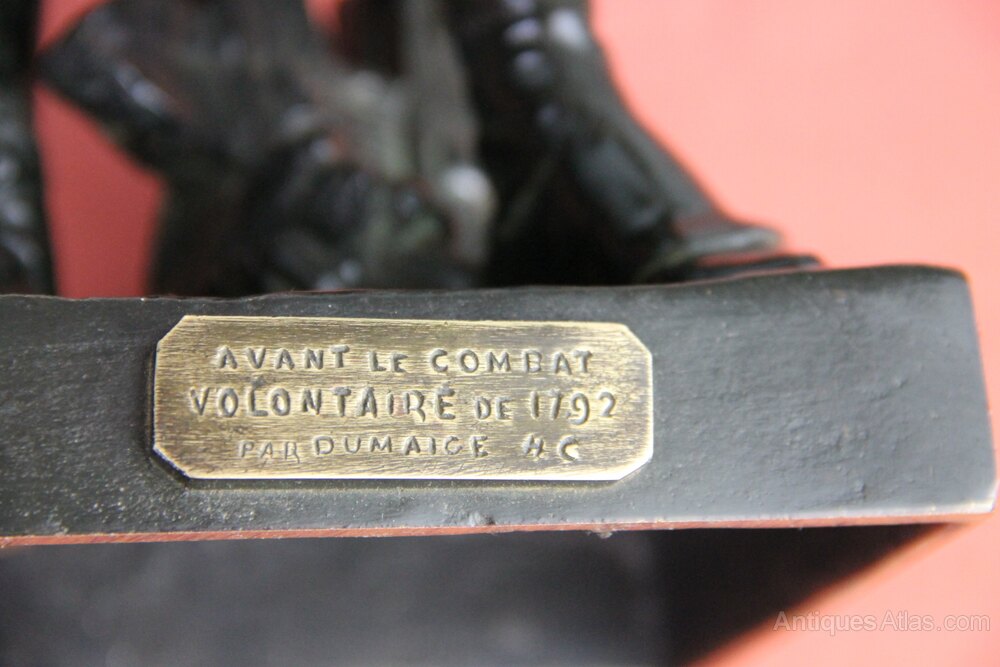 AVANT LE COMBAT
VOLONTAIRE DE 1792
PAR DUMAIGE HC
AntiquesAtlas.com